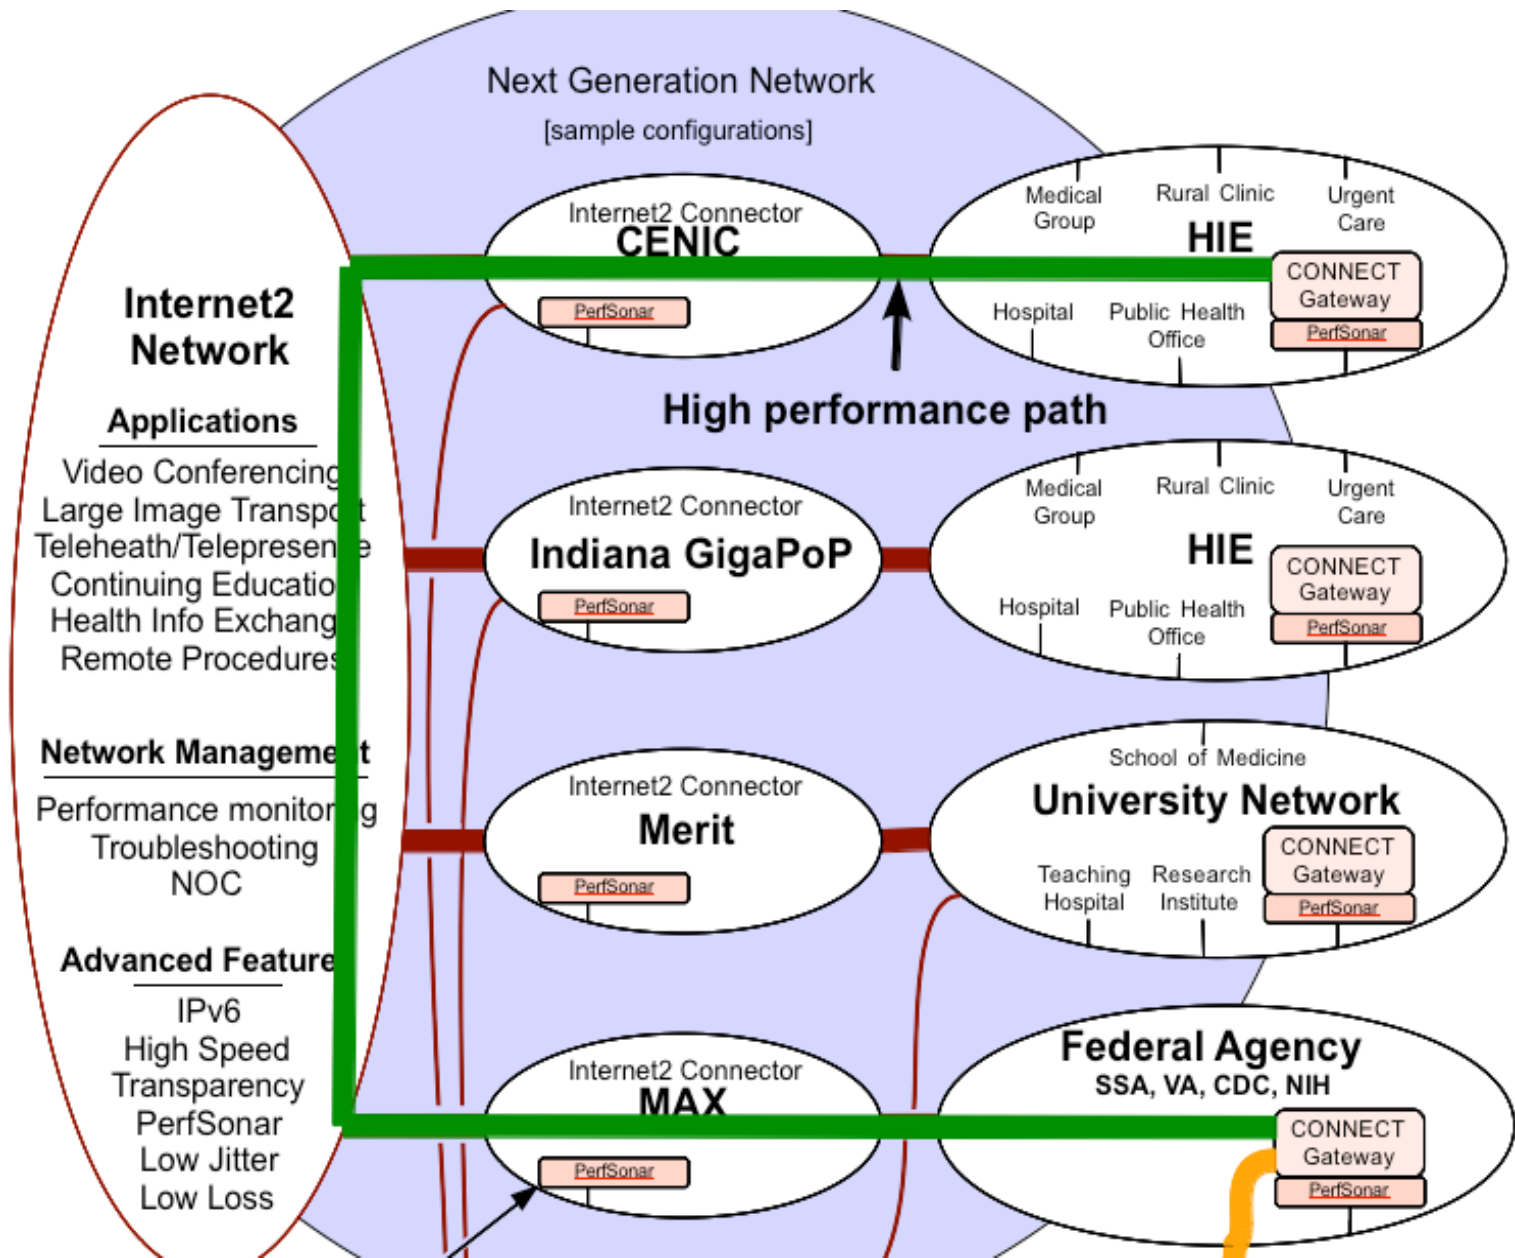 Next Generation Network
[sample configurations]
Internet2
Network
Applications
Video Conferencing
Large Image Transport
Teleheath/Telepresence
Continuing Education
Health Info Exchang
Remote Procedures
Network Management
Performance monitoring
Troubleshooting
NOC
Advanced Feature
IPv6
High Speed
Transparency
PerfSonar
Low Jitter
Low Loss
Internet2 Connector
CENIC
PerfSonar
High performance path
Internet2 Connector
Indiana GigaPoP
PerfSonar
Internet2 Connector
Merit
PerfSonar
Internet2 Connector
MAX
PerfSonar
Medical
Group
Rural Clinic
Urgent
Care
HIE
CONNECT
Gateway
PerfSonar
Hospital
Public Health
Office
Medical
Group
Rural Clinic
Urgent
Care
HIE
CONNECT
Gateway
PerfSonar
Hospital
Public Health
Office
School of Medicine
University Network
CONNECT
Gateway
PerfSonar
Teaching
Hospital
Research
Institute
Federal Agency
SSA, VA, CDC, NIH
CONNECT
Gateway
PerfSonar